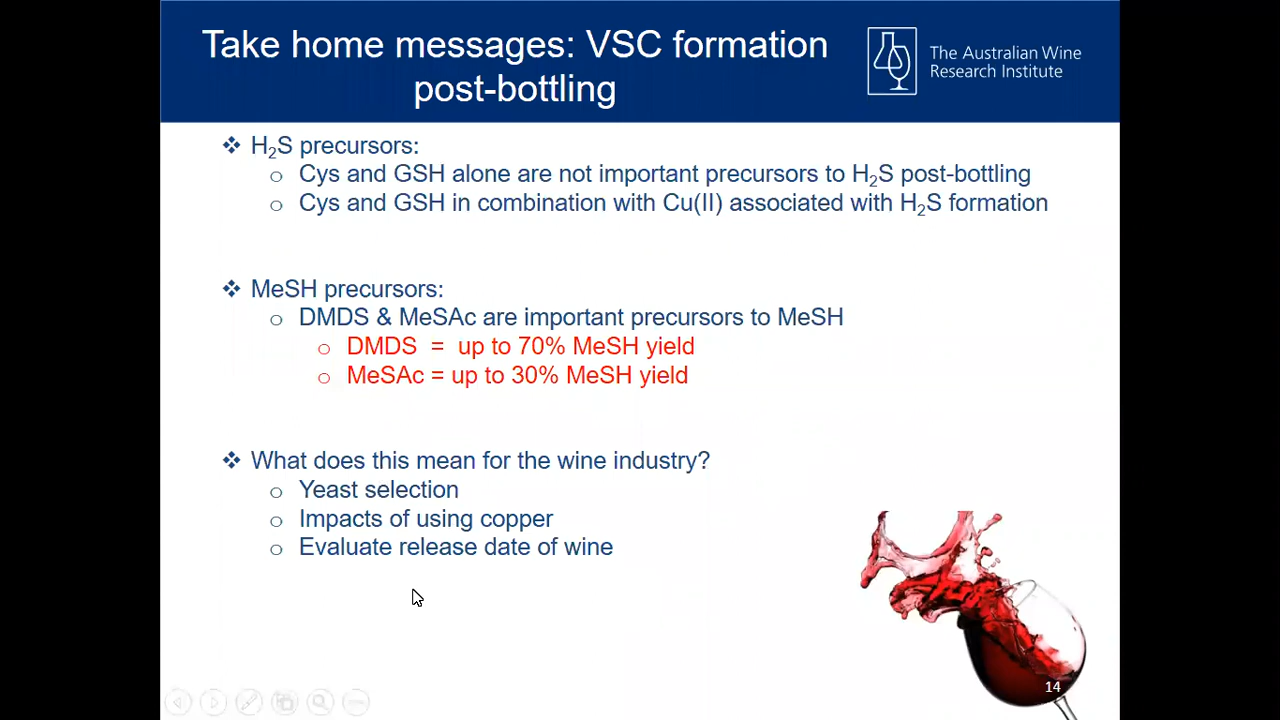 Take home messages: VSC formation
post-bottling
The Australian Wine
Research Institute
❖ H₂S precursors:
o Cys and GSH alone are not important precursors to H₂S post-bottling
o Cys and GSH in combination with Cu(II) associated with H₂S formation
❖ MeSH precursors:
o DMDS & MeSAc are important precursors to MeSH
o DMDS = up to 70% MeSH yield
o MeSAc = up to 30% MeSH yield
❖ What does this mean for the wine industry?
o Yeast selection
o Impacts of using copper
o Evaluate release date of wine
14